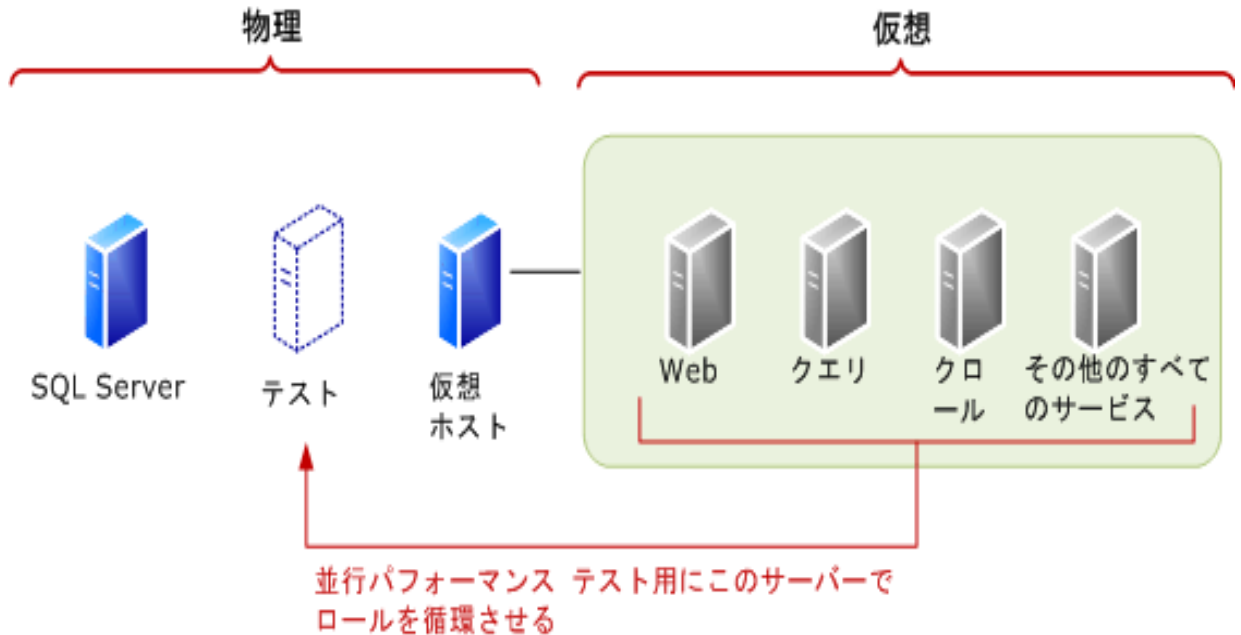 物理
仮想
SQL Server
テスト
仮想
ホスト
Web
クエリ
クロ
ール
その他のすべて
のサービス
並行パフォーマンス テスト用にこのサーバーで
ロールを循環させる